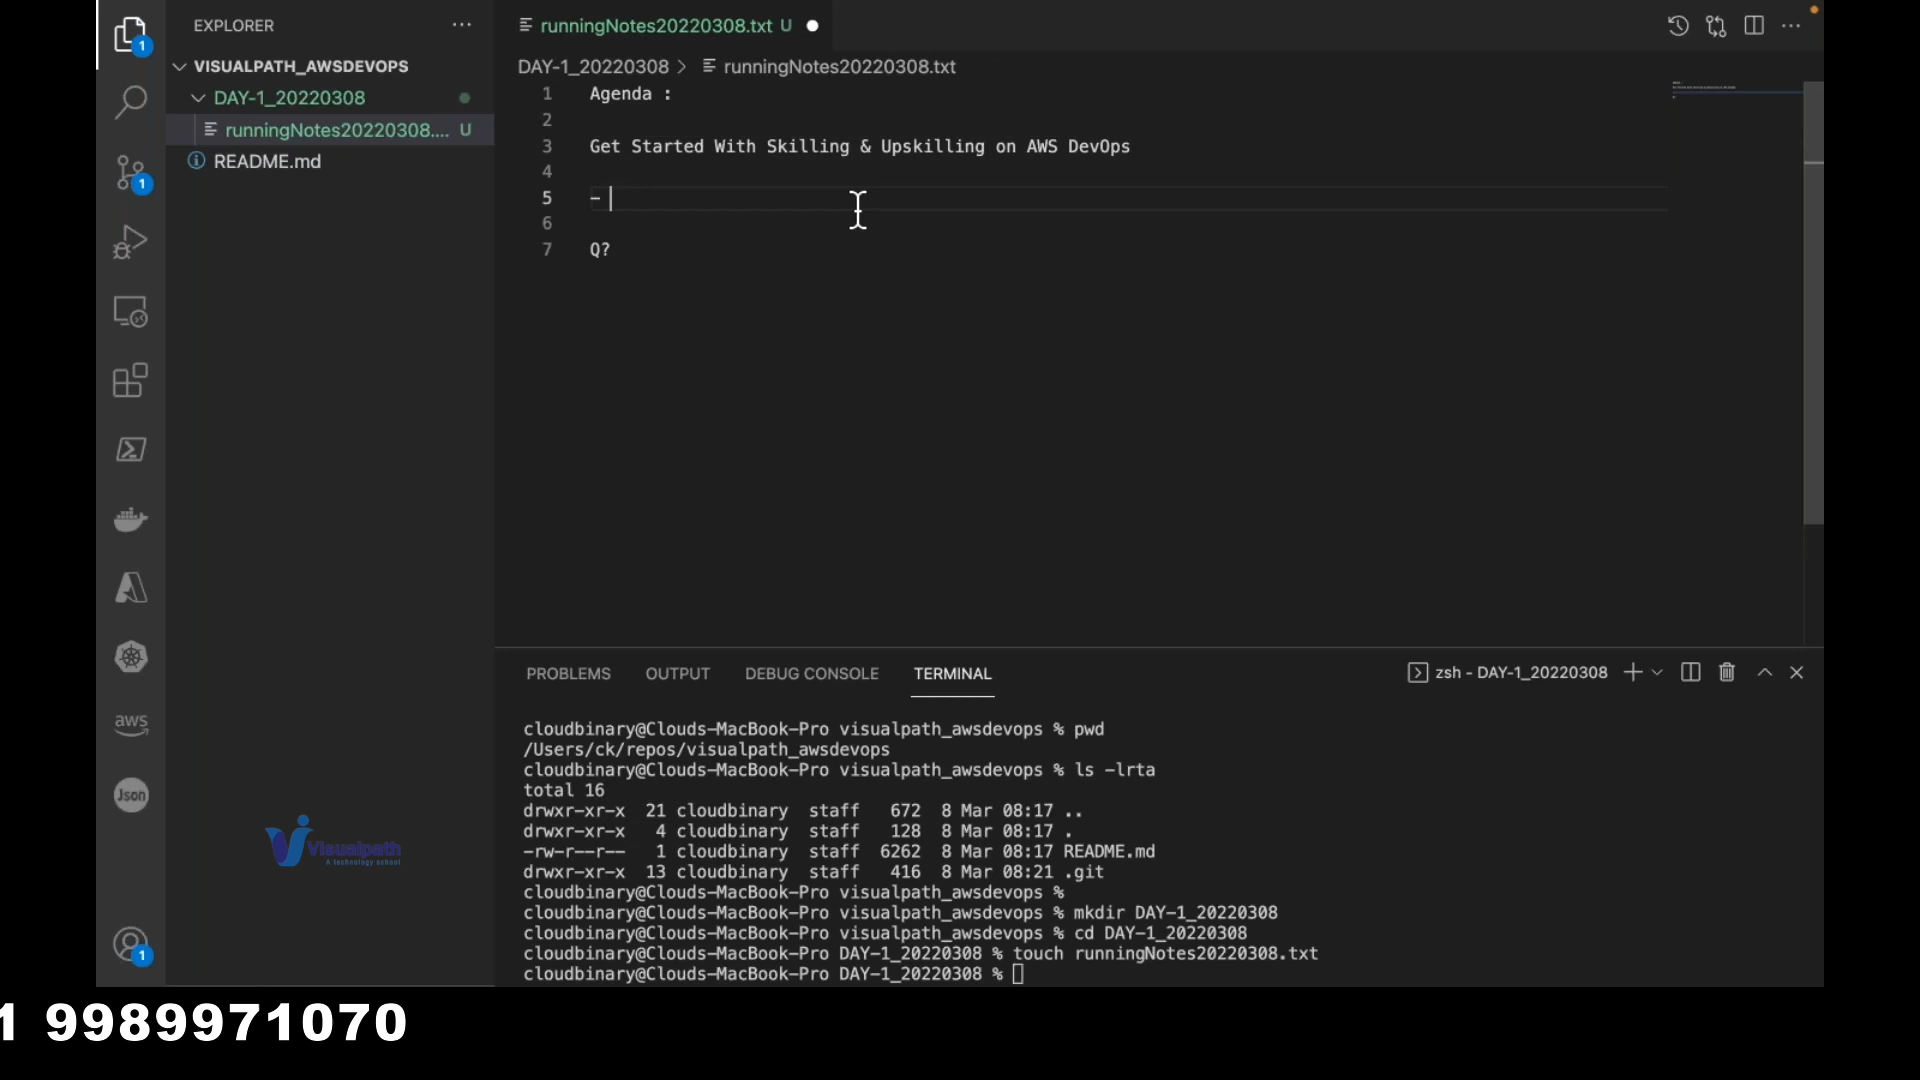 EXPLORER
runningNotes20220308.txt U
VISUALPATH_AWSDEVOPS
DAY-1_20220308
runningNotes20220308.... U
README.md
DAY-1_20220308 > runningNotes20220308.txt
1 Agenda :
2
3 Get Started With Skilling & Upskilling on AWS DevOps
4
5 -
6
7 Q?
1
1
aws
Json
1
Visualpath
A technology school
PROBLEMS OUTPUT DEBUG CONSOLE TERMINAL
zsh - DAY-1_20220308
cloudbinary@Clouds-MacBook-Pro visualpath_awsdevops % pwd
/Users/ck/repos/visualpath_awsdevops
cloudbinary@Clouds-MacBook-Pro visualpath_awsdevops % ls -lrta
total 16
drwxr-xr-x 21 cloudbinary staff 672 8 Mar 08:17 ..
drwxr-xr-x 4 cloudbinary staff 128 8 Mar 08:17 .
-rw-r--r-- 1 cloudbinary staff 6262 8 Mar 08:17 README.md
drwxr-xr-x 13 cloudbinary staff 416 8 Mar 08:21 .git
cloudbinary@Clouds-MacBook-Pro visualpath_awsdevops %
cloudbinary@Clouds-MacBook-Pro visualpath_awsdevops % mkdir DAY-1_20220308
cloudbinary@Clouds-MacBook-Pro visualpath_awsdevops % cd DAY-1_20220308
cloudbinary@Clouds-MacBook-Pro DAY-1_20220308 % touch runningNotes20220308.txt
cloudbinary@Clouds-MacBook-Pro DAY-1_20220308 %
9989971070